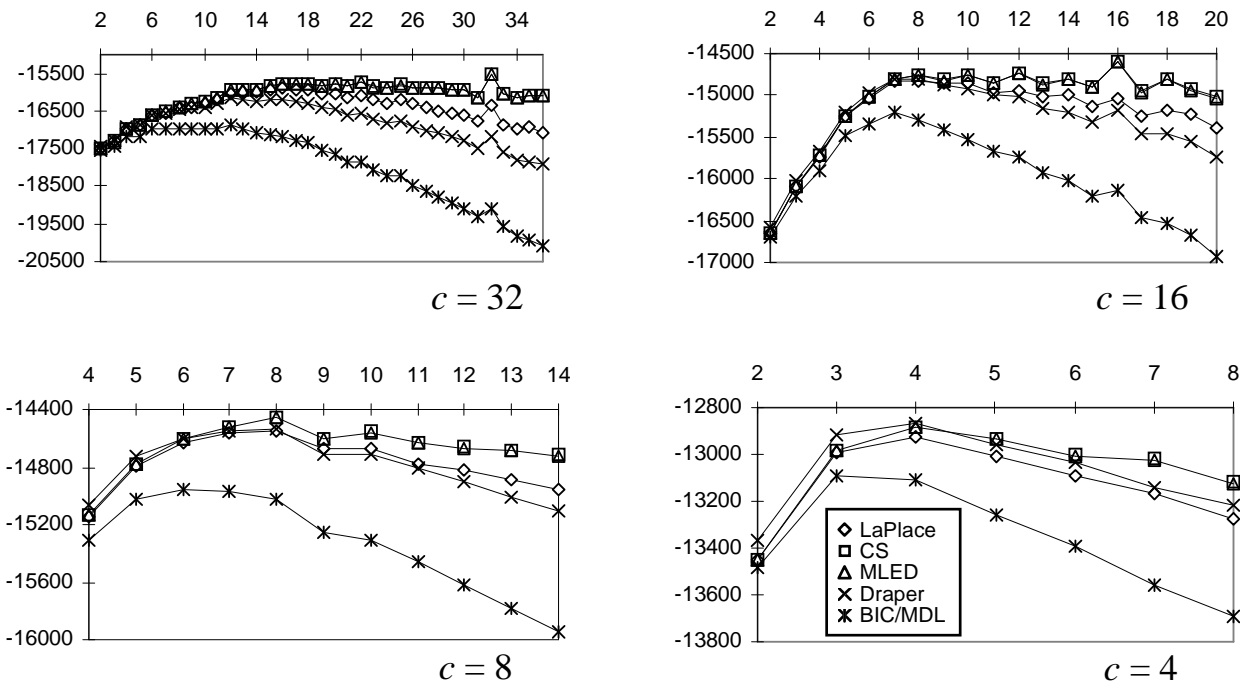 2 6 10 14 18 22 26 30 34
-15500
-16500
-17500
-18500
-19500
-20500
c = 32
2 4 6 8 10 12 14 16 18 20
-14500
-15000
-15500
-16000
-16500
-17000
c = 16
4 5 6 7 8 9 10 11 12 13 14
-14400
-14800
-15200
-15600
-16000
c = 8
2 3 4 5 6 7 8
-12800
-13000
-13200
-13400
-13600
-13800
LaPlace
CS
MLED
Draper
BIC/MDL
c = 4